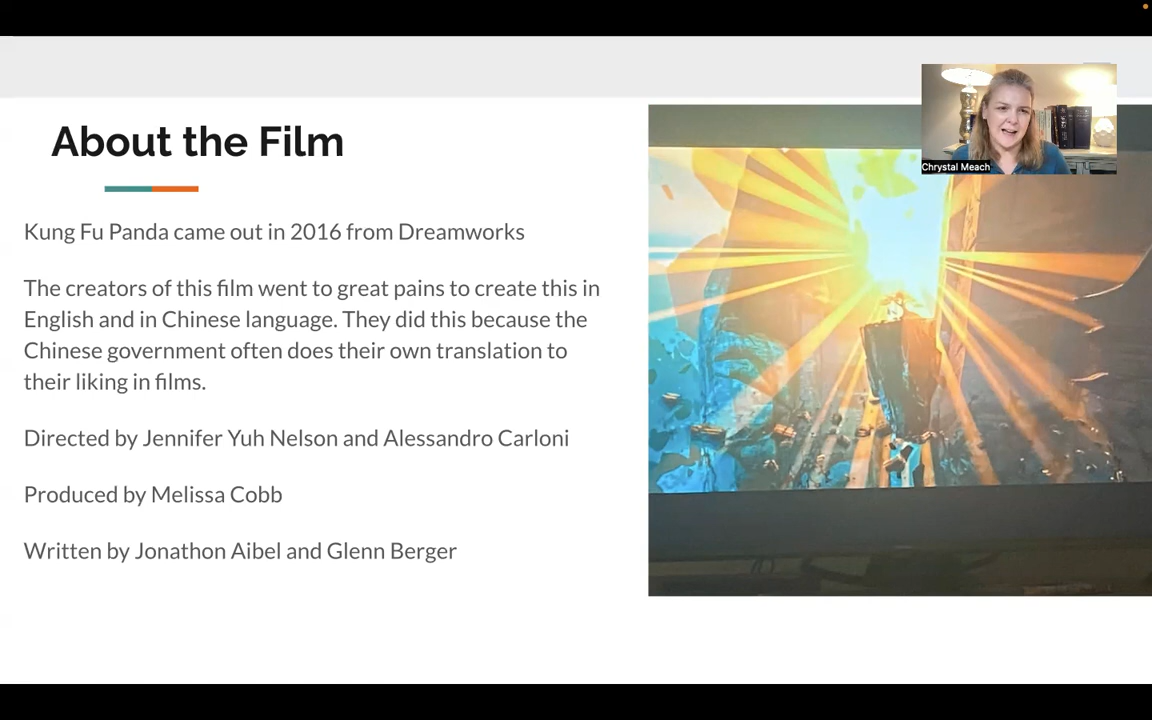 Chrystal Meach
About the Film
Kung Fu Panda came out in 2016 from Dreamworks
The creators of this film went to great pains to create this in
English and in Chinese language. They did this because the
Chinese government often does their own translation to
their liking in films.
Directed by Jennifer Yuh Nelson and Alessandro Carloni
Produced by Melissa Cobb
Written by Jonathon Aibel and Glenn Berger